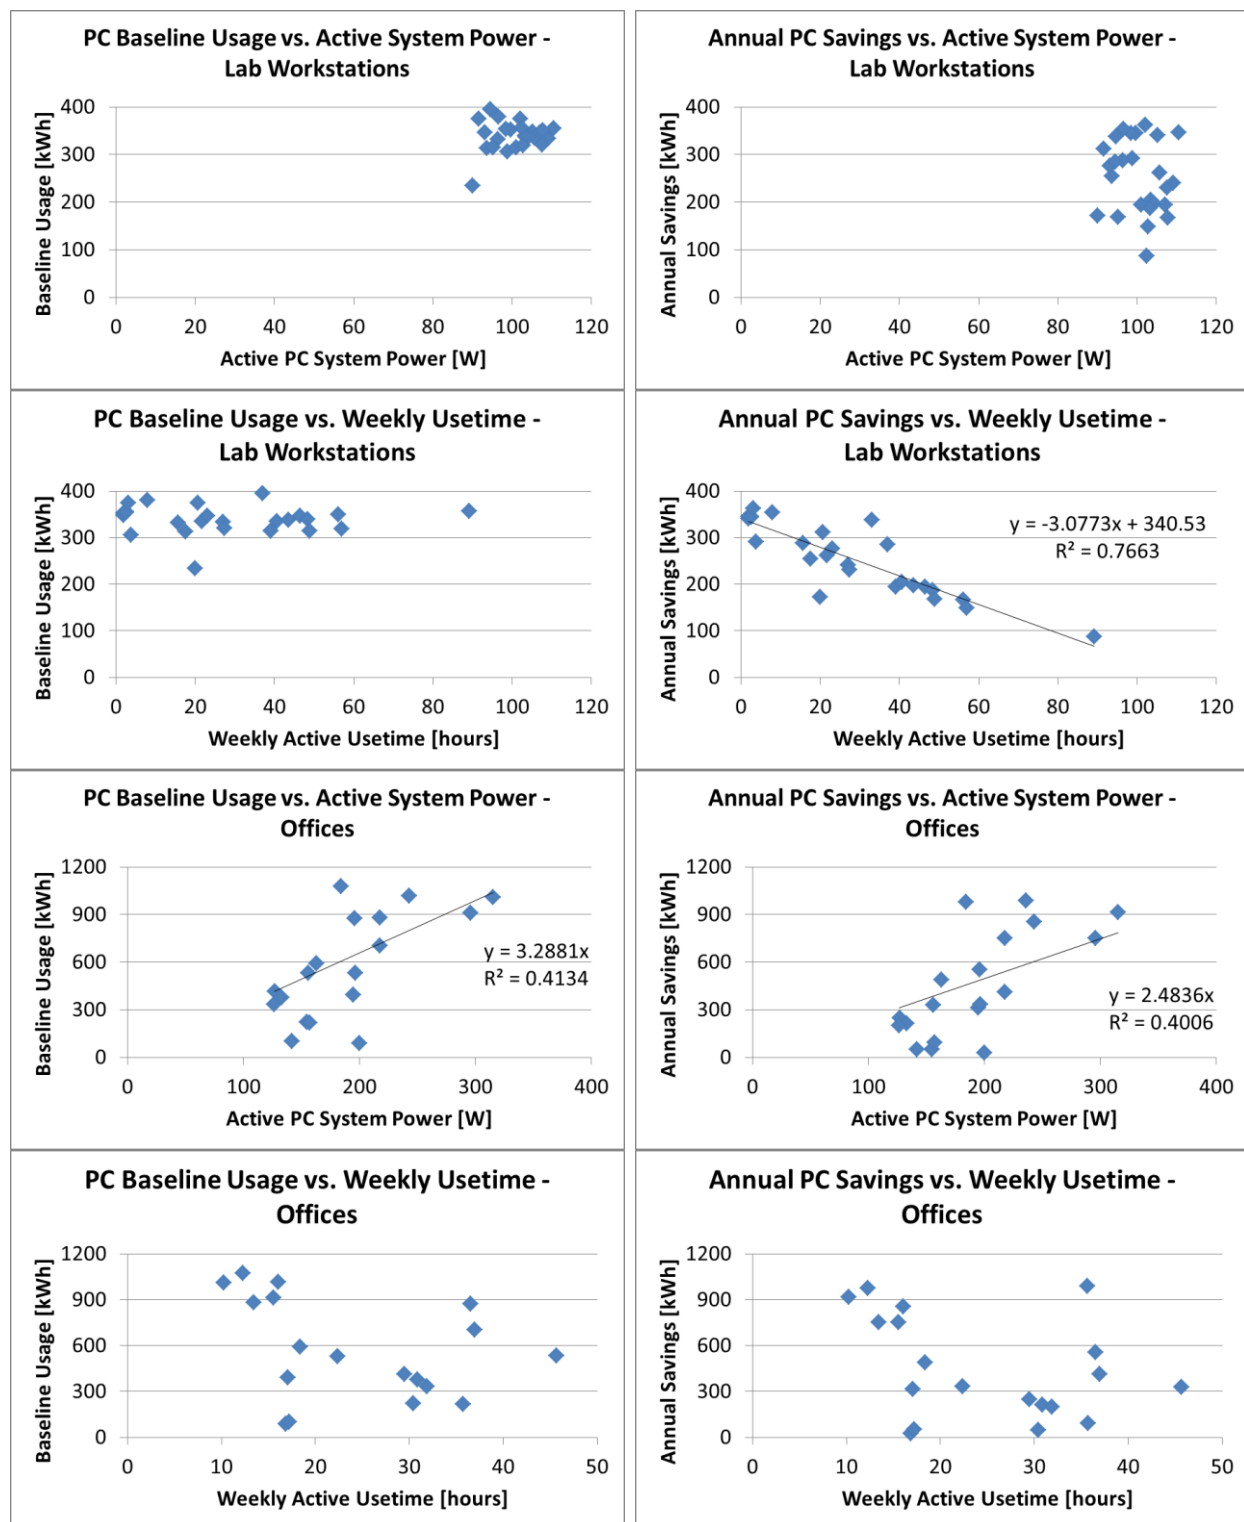 PC Baseline Usage vs. Active System Power -
Lab Workstations
Baseline Usage [kWh]
400
300
200
100
0
0 20 40 60 80 100 120
Active PC System Power [W]
Annual PC Savings vs. Active System Power -
Lab Workstations
Annual Savings [kWh]
400
300
200
100
0
0 20 40 60 80 100 120
Active PC System Power [W]
PC Baseline Usage vs. Weekly Usetime -
Lab Workstations
Baseline Usage [kWh]
400
300
200
100
0
0 20 40 60 80 100 120
Weekly Active Usetime [hours]
Annual PC Savings vs. Weekly Usetime -
Lab Workstations
Annual Savings [kWh]
400
300
200
100
0
y = -3.0773x + 340.53
R² = 0.7663
0 20 40 60 80 100 120
Weekly Active Usetime [hours]
PC Baseline Usage vs. Active System Power -
Offices
Baseline Usage [kWh]
1200
900
600
300
0
y = 3.2881x
R² = 0.4134
0 100 200 300 400
Active PC System Power [W]
Annual PC Savings vs. Active System Power -
Offices
Annual Savings [kWh]
1200
900
600
300
0
y = 2.4836x
R² = 0.4006
0 100 200 300 400
Active PC System Power [W]
PC Baseline Usage vs. Weekly Usetime -
Offices
Baseline Usage [kWh]
1200
900
600
300
0
0 10 20 30 40 50
Weekly Active Usetime [hours]
Annual PC Savings vs. Weekly Usetime -
Offices
Annual Savings [kWh]
1200
900
600
300
0
0 10 20 30 40 50
Weekly Active Usetime [hours]